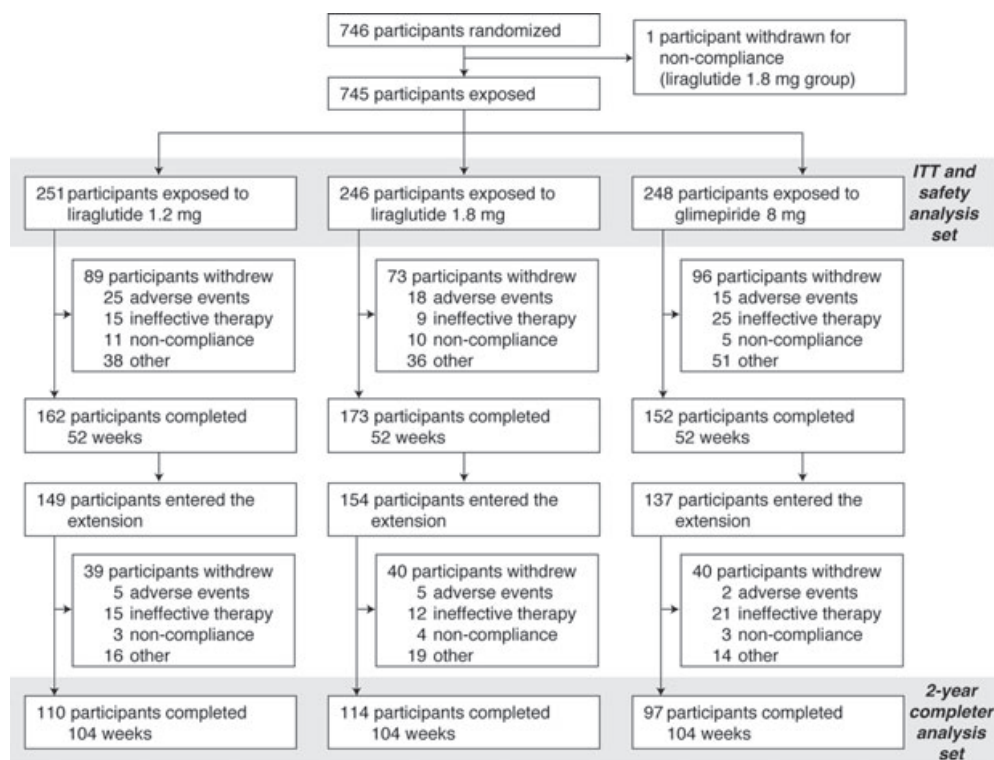 746 participants randomized
1 participant withdrawn for
non-compliance
(liraglutide 1.8 mg group)
745 participants exposed
ITT and
safety
analysis
set
251 participants exposed to
liraglutide 1.2 mg
246 participants exposed to
liraglutide 1.8 mg
248 participants exposed to
glimepiride 8 mg
89 participants withdrew
25 adverse events
15 ineffective therapy
11 non-compliance
38 other
73 participants withdrew
18 adverse events
9 ineffective therapy
10 non-compliance
36 other
96 participants withdrew
15 adverse events
25 ineffective therapy
5 non-compliance
51 other
162 participants completed
52 weeks
173 participants completed
52 weeks
152 participants completed
52 weeks
149 participants entered the
extension
154 participants entered the
extension
137 participants entered the
extension
39 participants withdrew
5 adverse events
15 ineffective therapy
3 non-compliance
16 other
40 participants withdrew
5 adverse events
12 ineffective therapy
4 non-compliance
19 other
40 participants withdrew
2 adverse events
21 ineffective therapy
3 non-compliance
14 other
110 participants completed
104 weeks
114 participants completed
104 weeks
97 participants completed
104 weeks
2-year
completer
analysis
set